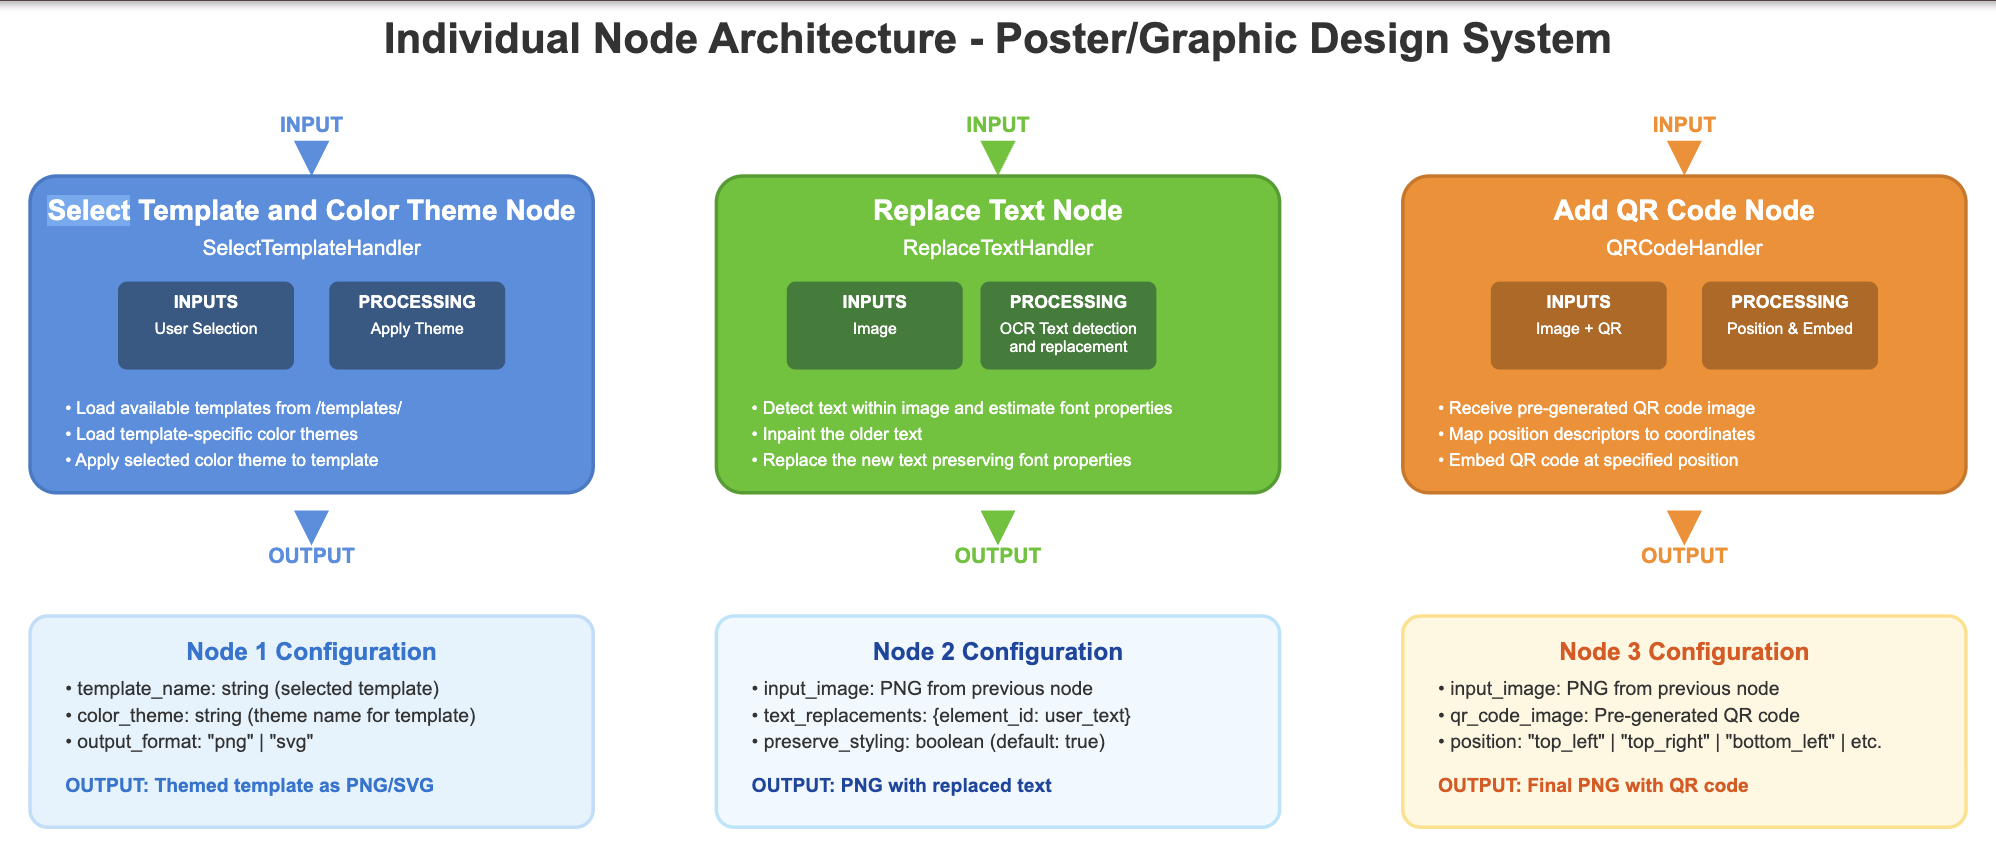 Individual Node Architecture - Poster/Graphic Design System
INPUT
Select Template and Color Theme Node
SelectTemplateHandler
INPUTS
User Selection
PROCESSING
Apply Theme
• Load available templates from /templates/
• Load template-specific color themes
• Apply selected color theme to template
OUTPUT
Node 1 Configuration
• template_name: string (selected template)
• color_theme: string (theme name for template)
• output_format: "png" | "svg"
OUTPUT: Themed template as PNG/SVG
INPUT
Replace Text Node
ReplaceTextHandler
INPUTS
Image
PROCESSING
OCR Text detection
and replacement
• Detect text within image and estimate font properties
• Inpaint the older text
• Replace the new text preserving font properties
OUTPUT
Node 2 Configuration
• input_image: PNG from previous node
• text_replacements: {element_id: user_text}
• preserve_styling: boolean (default: true)
OUTPUT: PNG with replaced text
INPUT
Add QR Code Node
QRCodeHandler
INPUTS
Image + QR
PROCESSING
Position & Embed
• Receive pre-generated QR code image
• Map position descriptors to coordinates
• Embed QR code at specified position
OUTPUT
Node 3 Configuration
• input_image: PNG from previous node
• qr_code_image: Pre-generated QR code
• position: "top_left" | "top_right" | "bottom_left" | etc.
OUTPUT: Final PNG with QR code